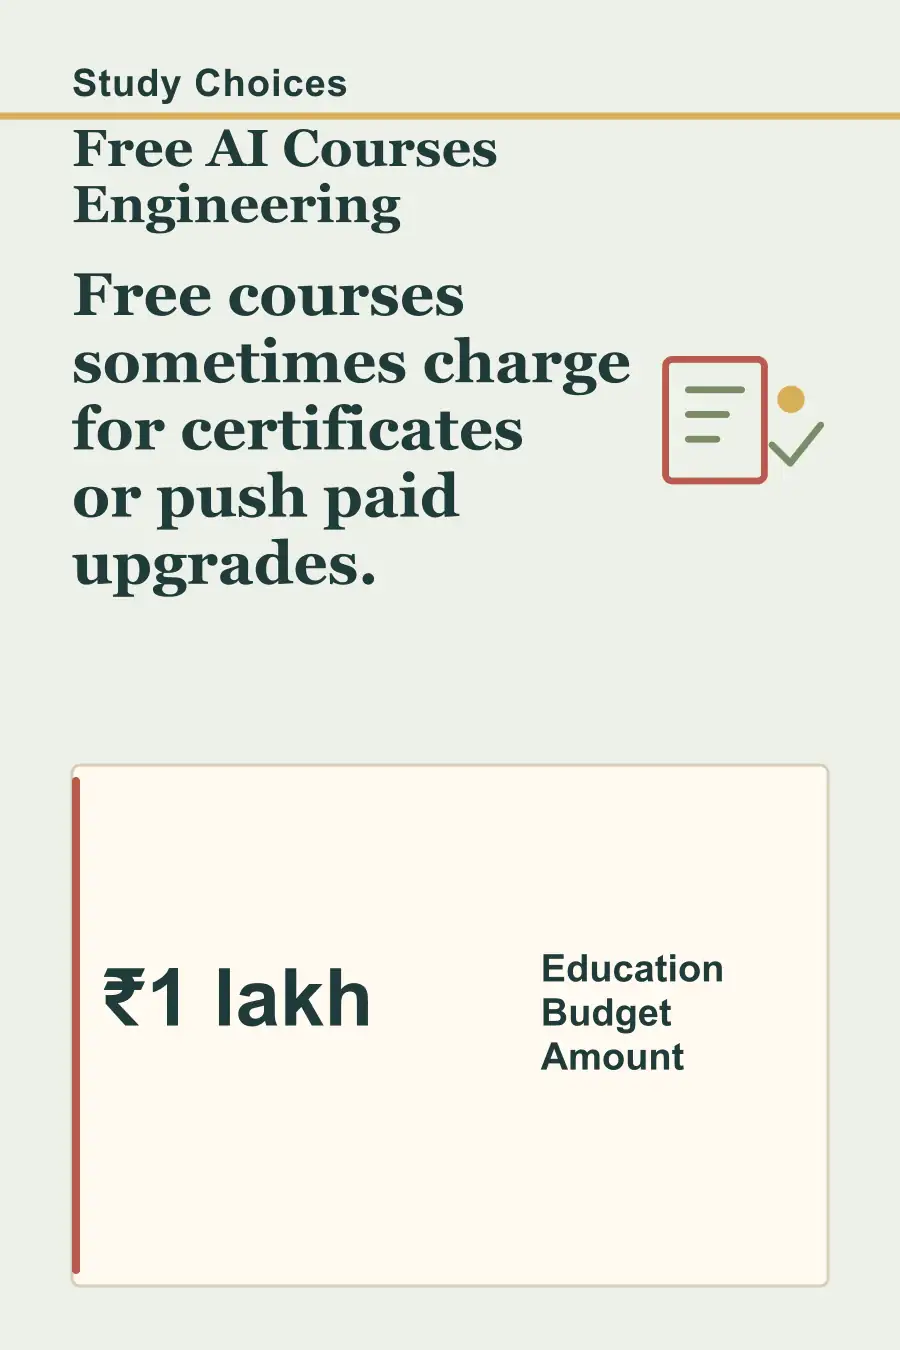 Study Choices
Free AI Courses
Engineering
Free courses
sometimes charge
for certificates
or push paid
upgrades.
₹1 lakh
Education
Budget
Amount